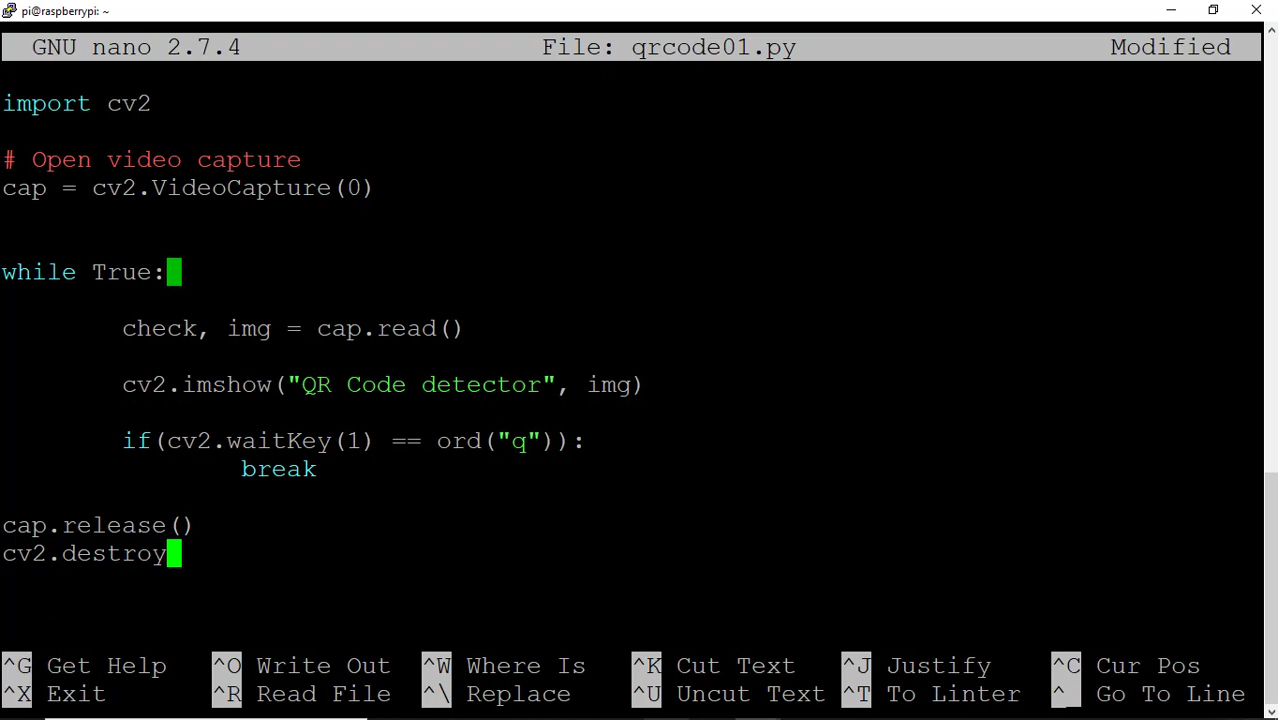 pi@raspberrypi: ~
GNU nano 2.7.4 File: qrcode01.py Modified
import cv2
# Open video capture
cap = cv2.VideoCapture(0)
while True:
check, img = cap.read()
cv2.imshow("QR Code detector", img)
if(cv2.waitKey(1) == ord("q")):
break
cap.release()
cv2.destroy
^G Get Help ^O Write Out ^W Where Is ^K Cut Text ^J Justify ^C Cur Pos
^X Exit ^R Read File ^\ Replace ^U Uncut Text ^T To Linter ^_ Go To Line